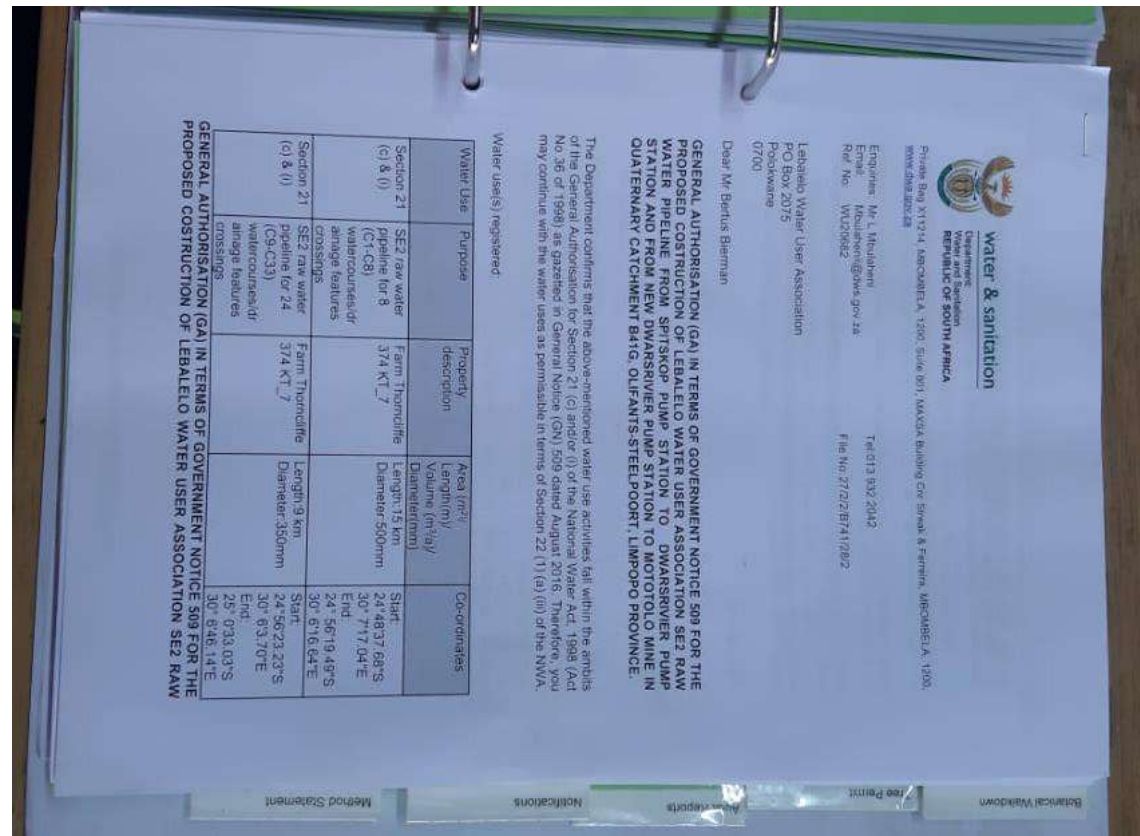 water & sanitation
Department:
Water and Sanitation
REPUBLIC OF SOUTH AFRICA
Private Bag X11214, MBOMBELA, 1200, Suite 801, MAXSA Building Cnr Streak & Ferreira, MBOMBELA, 1200,
www.dwa.gov.za
Enquiries: Mr L Mbulaheni Tel:013 932 2042
Email: Mbulahenil@dws.gov.za
Ref. No: WU20682 File No:27/2/2/B741/28/2
Lebalelo Water User Association
PO Box 2075
Polokwane
0700
Dear Mr Bertus Bierman
GENERAL AUTHORISATION (GA) IN TERMS OF GOVERNMENT NOTICE 509 FOR THE
PROPOSED COSTRUCTION OF LEBALELO WATER USER ASSOCIATION SE2 RAW
WATER PIPELINE FROM SPITSKOP PUMP STATION TO DWARSRIVIER PUMP
STATION AND FROM NEW DWARSRIVIER PUMP STATION TO MOTOTOLO MINE IN
QUATERNARY CATCHMENT B41G, OLIFANTS-STEELPOORT, LIMPOPO PROVINCE.
The Department confirms that the above-mentioned water use activities fall within the ambits
of the General Authorisation for Section 21 (c) and/or (i) of the National Water Act, 1998 (Act
No 36 of 1998) as gazetted in General Notice (GN) 509 dated August 2016. Therefore, you
may continue with the water uses as permissible in terms of Section 22 (1) (a) (iii) of the NWA.
Water use(s) registered:
Water Use Purpose Property Area (m²)/ Co-ordinates
description Length(m)/
Volume (m³/a)/
Diameter(mm)
Section 21 SE2 raw water Farm Thorncliffe Length:15 km Start:
(c) & (i) pipeline for 8 374 KT_7 Diameter:500mm 24°48'37.68"S
(C1-C8) 30° 7'17.04"E
watercourses/dr End:
ainage features 24° 56'19.49"S
crossings 30° 6'16.64"E
Section 21 SE2 raw water Farm Thorncliffe Length:9 km Start:
(c) & (i) pipeline for 24 374 KT_7 Diameter:350mm 24°56'23.23"S
(C9-C33) 30° 6'3.70"E
watercourses/dr End:
ainage features 25° 0'33.03"S
crossings 30° 6'46.14"E
GENERAL AUTHORISATION (GA) IN TERMS OF GOVERNMENT NOTICE 509 FOR THE
PROPOSED COSTRUCTION OF LEBALELO WATER USER ASSOCIATION SE2 RAW
Botanical Walkdown
ree Permit
Reports
Notifications
Method Statement